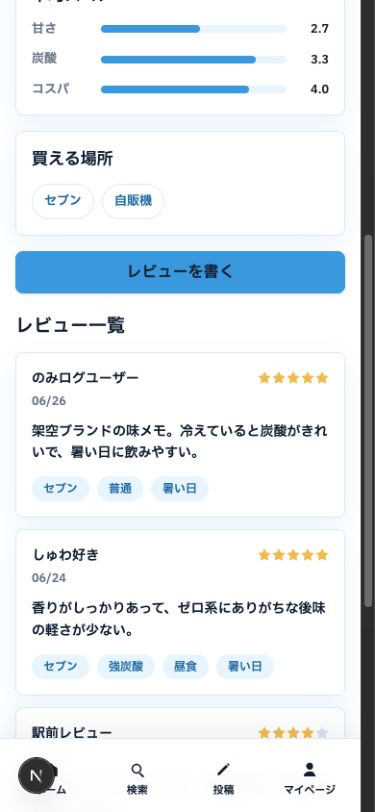 甘さ 2.7
炭酸 3.3
コスパ 4.0
買える場所
セブン 自販機
レビューを書く
レビュー一覧
のみログユーザー
06/26
架空ブランドの味メモ。冷えていると炭酸がきれ
いで、暑い日に飲みやすい。
セブン 普通 暑い日
しゅわ好き
06/24
香りがしっかりあって、ゼロ系にありがちな後味
の軽さが少ない。
セブン 強炭酸 昼食 暑い日
駅前レビュー
N
ーム 検索 投稿 マイページ